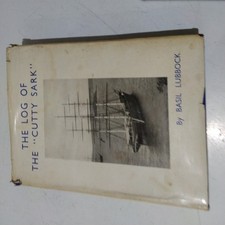 THE LOG OF
THE "CUTTY SARK"
By BASIL LUBBOCK